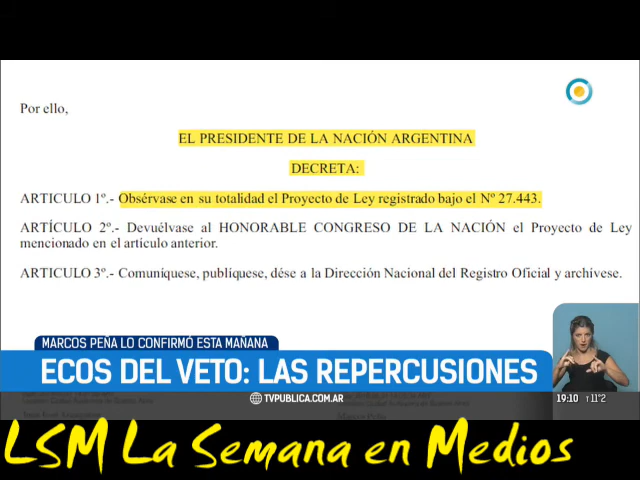 Por ello,
EL PRESIDENTE DE LA NACIÓN ARGENTINA
DECRETA:
ARTICULO 1º.- Obsérvase en su totalidad el Proyecto de Ley registrado bajo el Nº 27.443.
ARTÍCULO 2º.- Devuélvase al HONORABLE CONGRESO DE LA NACIÓN el Proyecto de Ley
mencionado en el artículo anterior.
ARTICULO 3º.- Comuníquese, publíquese, dése a la Dirección Nacional del Registro Oficial y archívese.
MARCOS PEÑA LO CONFIRMÓ ESTA MAÑANA
ECOS DEL VETO: LAS REPERCUSIONES
TVPUBLICA.COM.AR
19:10 ↑11°2
LSM La Semana en Medios